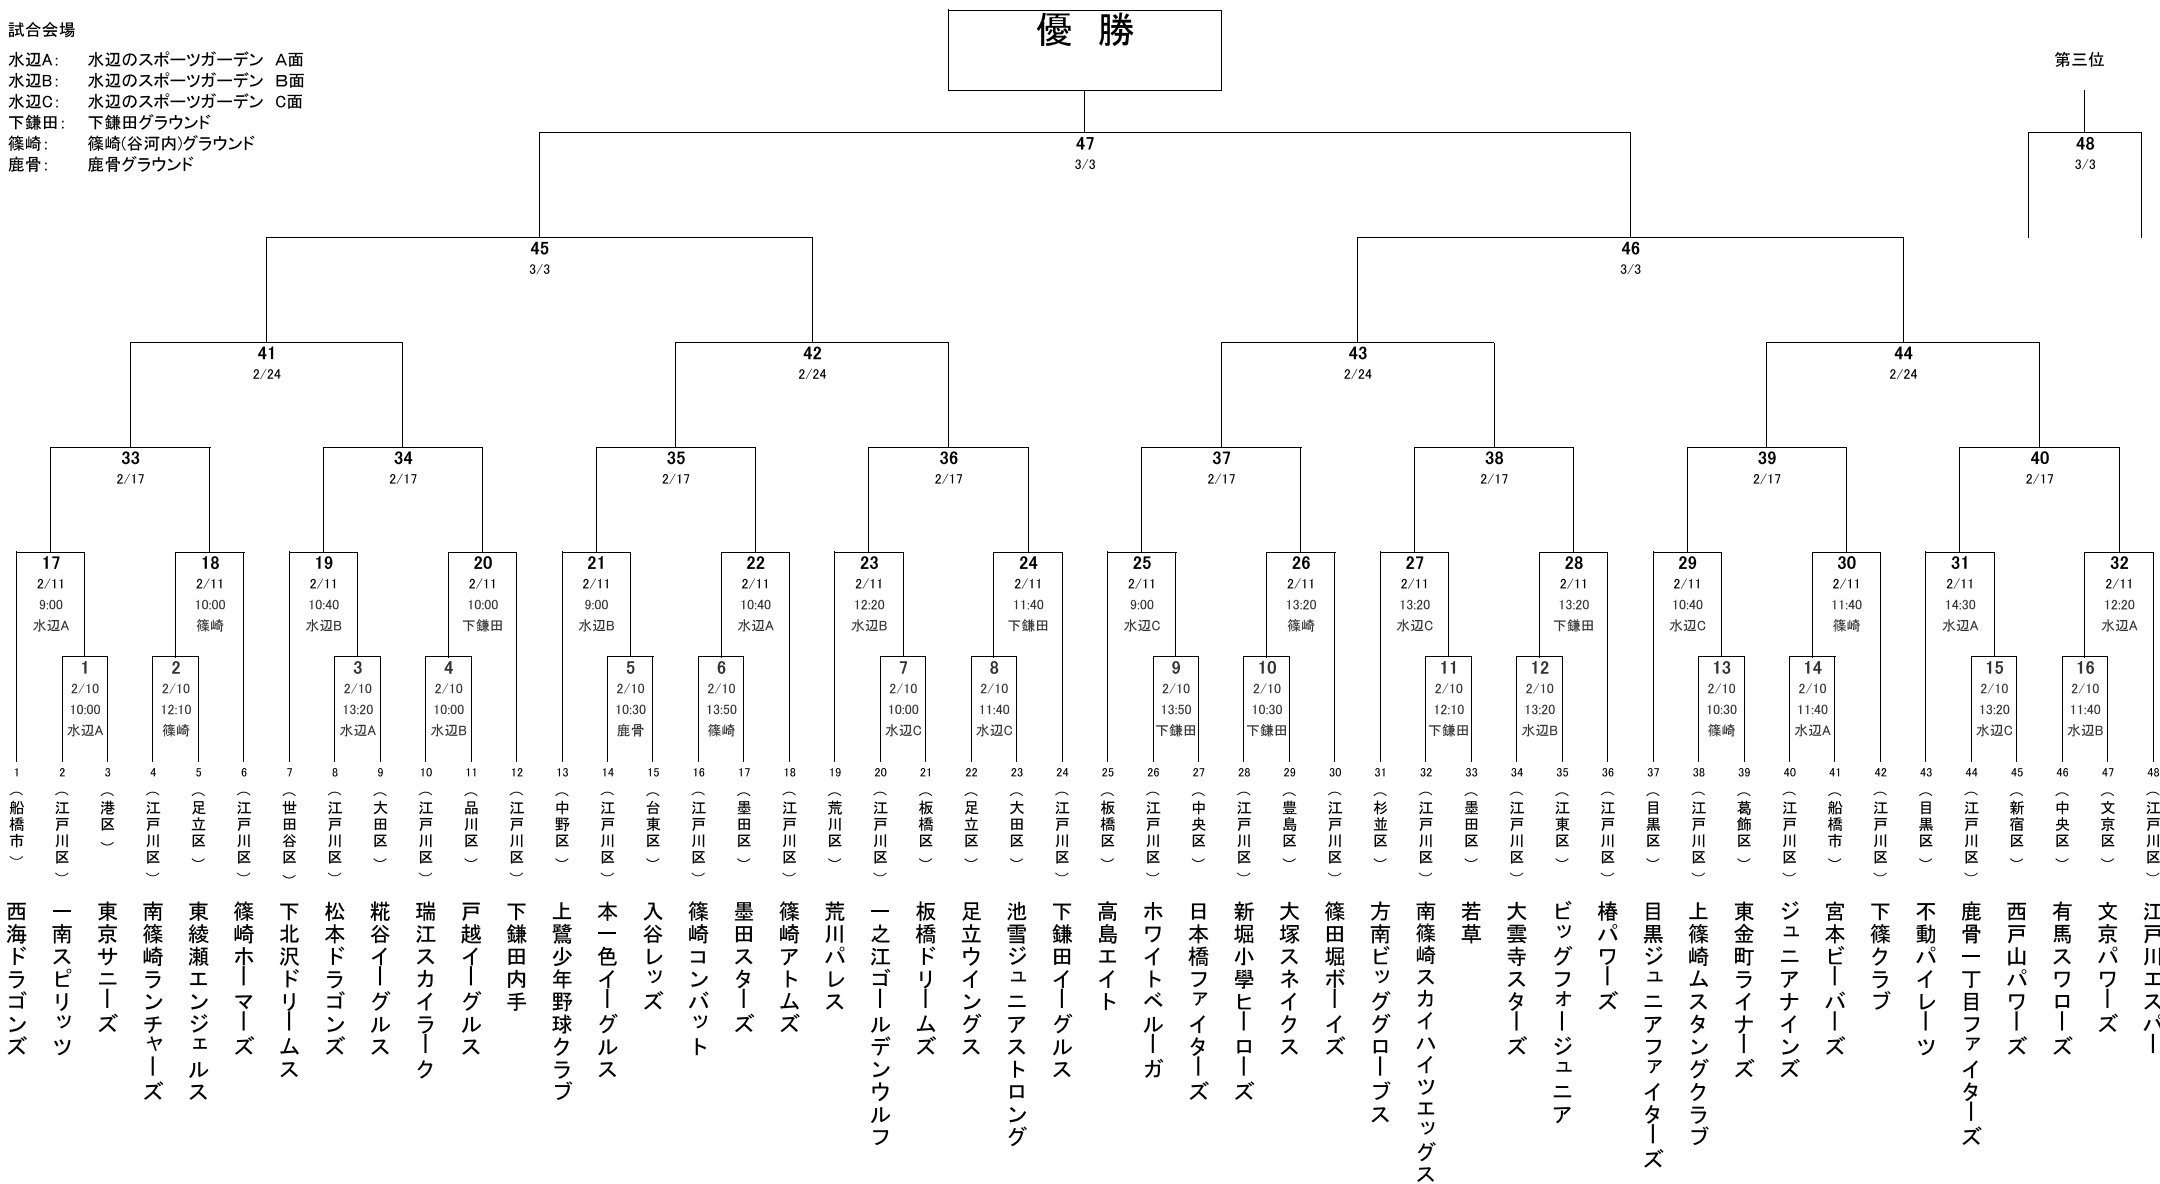 優 勝
試合会場
水辺A: 水辺のスポーツガーデン A面
水辺B: 水辺のスポーツガーデン B面
水辺C: 水辺のスポーツガーデン C面
下鎌田: 下鎌田グラウンド
篠崎: 篠崎(谷河内)グラウンド
鹿骨: 鹿骨グラウンド
第三位
47
3/3
48
3/3
45
3/3
46
3/3
41
2/24
42
2/24
43
2/24
44
2/24
33
2/17
34
2/17
35
2/17
36
2/17
37
2/17
38
2/17
39
2/17
40
2/17
17
2/11
9:00
水辺A
18
2/11
10:00
篠崎
19
2/11
10:40
水辺B
20
2/11
10:00
下鎌田
21
2/11
9:00
水辺B
22
2/11
10:40
水辺A
23
2/11
12:20
水辺B
24
2/11
11:40
下鎌田
25
2/11
9:00
水辺C
26
2/11
13:20
篠崎
27
2/11
13:20
水辺C
28
2/11
13:20
下鎌田
29
2/11
10:40
水辺C
30
2/11
11:40
篠崎
31
2/11
14:30
水辺A
32
2/11
12:20
水辺A
1
2/10
10:00
水辺A
2
2/10
12:10
篠崎
3
2/10
13:20
水辺A
4
2/10
10:00
水辺B
5
2/10
10:30
鹿骨
6
2/10
13:50
篠崎
7
2/10
10:00
水辺C
8
2/10
11:40
水辺C
9
2/10
13:50
下鎌田
10
2/10
10:30
下鎌田
11
2/10
12:10
下鎌田
12
2/10
13:20
水辺B
13
2/10
10:30
篠崎
14
2/10
11:40
水辺A
15
2/10
13:20
水辺C
16
2/10
11:40
水辺B
1 (船橋市) 西海ドラゴンズ
2 (江戸川区) 一南スピリッツ
3 (港区) 東京サニーズ
4 (江戸川区) 南篠崎ランチャーズ
5 (足立区) 東綾瀬エンジェルス
6 (江戸川区) 篠崎ホーマーズ
7 (世田谷区) 下北沢ドリームス
8 (江戸川区) 松本ドラゴンズ
9 (大田区) 糀谷イーグルス
10 (江戸川区) 瑞江スカイラーク
11 (品川区) 戸越イーグルス
12 (江戸川区) 下鎌田内手
13 (中野区) 上鷺少年野球クラブ
14 (江戸川区) 本一色イーグルス
15 (台東区) 入谷レッズ
16 (江戸川区) 篠崎コンバット
17 (墨田区) 墨田スターズ
18 (江戸川区) 篠崎アトムズ
19 (荒川区) 荒川パレス
20 (江戸川区) 一之江ゴールデンウルフ
21 (板橋区) 板橋ドリームズ
22 (足立区) 足立ウイングス
23 (大田区) 池雪ジュニアストロング
24 (江戸川区) 下鎌田イーグルス
25 (板橋区) 高島エイト
26 (江戸川区) ホワイトベルーガ
27 (中央区) 日本橋ファイターズ
28 (江戸川区) 新堀小學ヒーローズ
29 (豊島区) 大塚スネイクス
30 (江戸川区) 篠田堀ボーイズ
31 (杉並区) 方南ビッググローブス
32 (江戸川区) 南篠崎スカイハイツエッグス
33 (墨田区) 若草
34 (江戸川区) 大雲寺スターズ
35 (江東区) ビッグフォージュニア
36 (江戸川区) 椿パワーズ
37 (目黒区) 目黒ジュニアファイターズ
38 (江戸川区) 上篠崎ムスタングクラブ
39 (葛飾区) 東金町ライナーズ
40 (江戸川区) ジュニアナインズ
41 (船橋市) 宮本ビーバーズ
42 (江戸川区) 下篠クラブ
43 (目黒区) 不動パイレーツ
44 (江戸川区) 鹿骨一丁目ファイターズ
45 (新宿区) 西戸山パワーズ
46 (中央区) 有馬スワローズ
47 (文京区) 文京パワーズ
48 (江戸川区) 江戸川エスパー